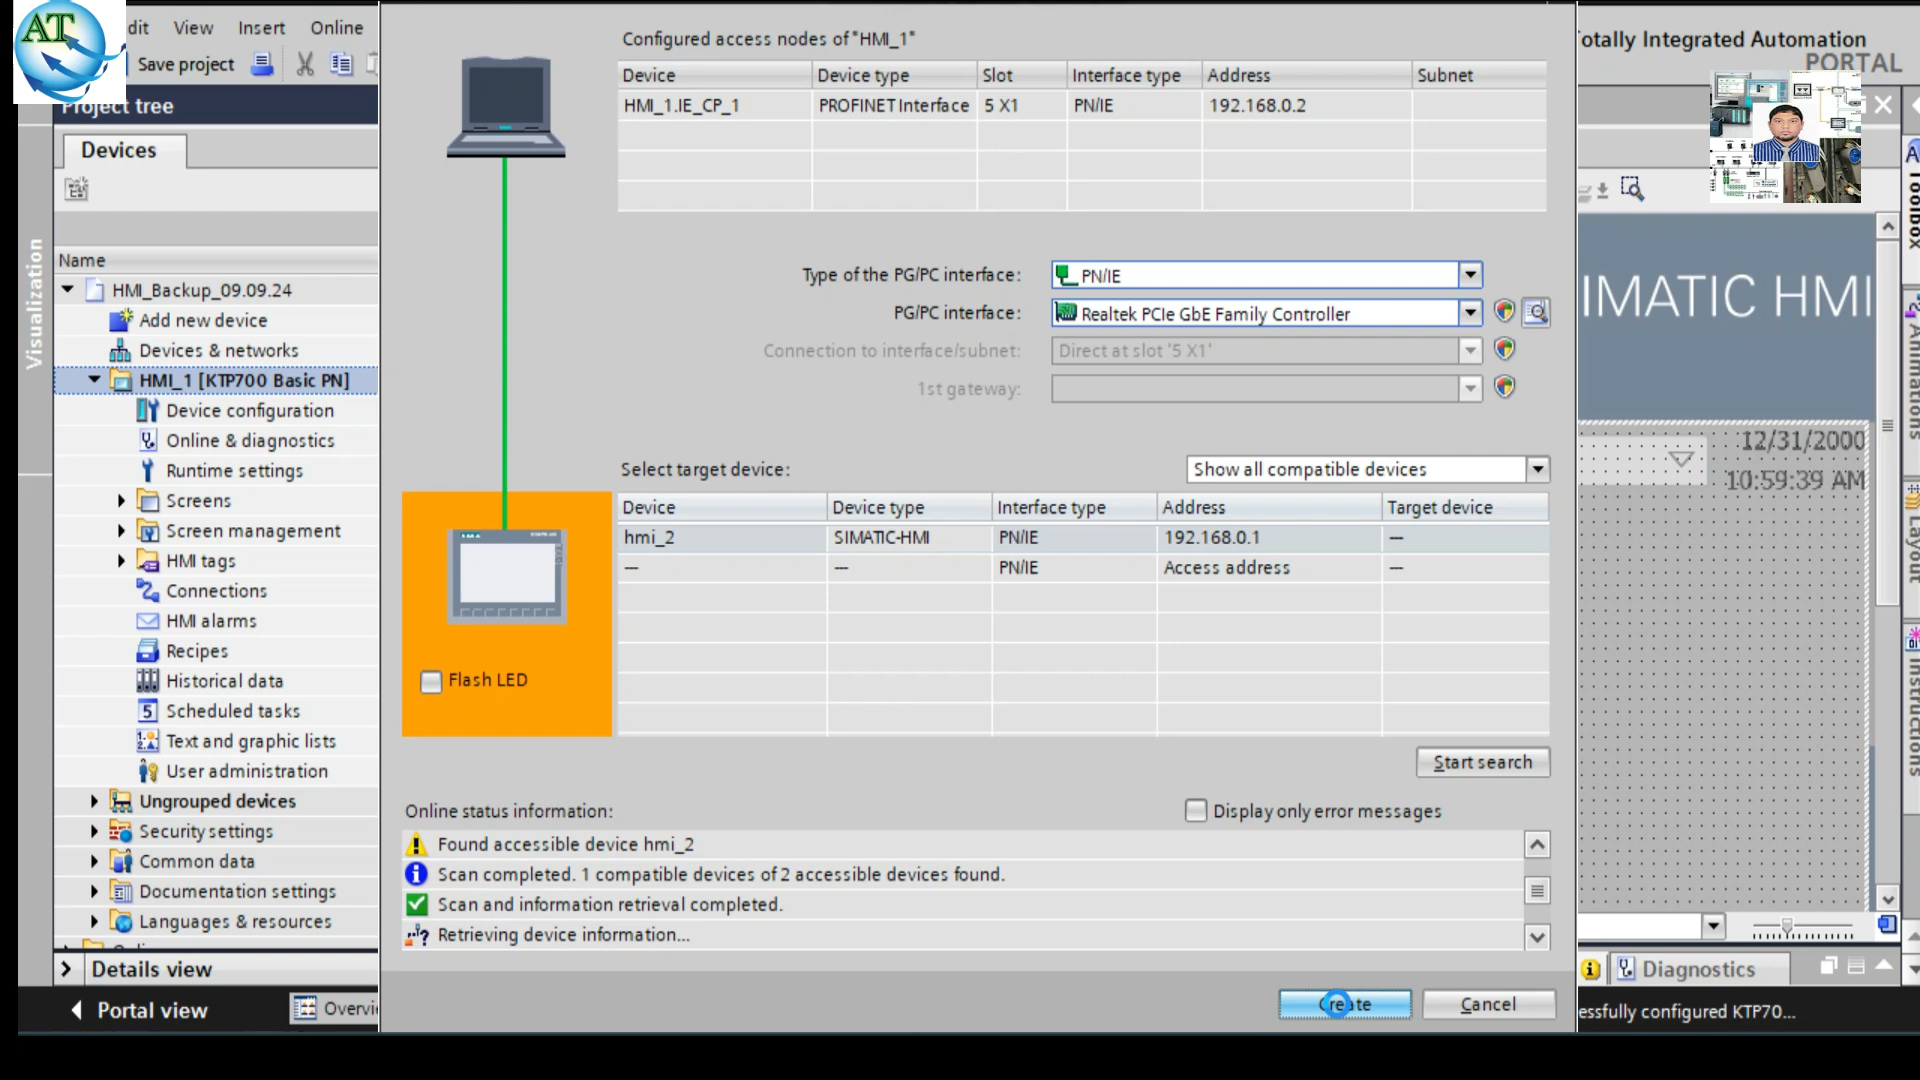 AT
dit View Insert Online
Save project
Project tree
Devices
Visualization
Name
HMI_Backup_09.09.24
Add new device
Devices & networks
HMI_1 [KTP700 Basic PN]
Device configuration
Online & diagnostics
Runtime settings
Screens
Screen management
HMI tags
Connections
HMI alarms
Recipes
Historical data
Scheduled tasks
Text and graphic lists
User administration
Ungrouped devices
Security settings
Common data
Documentation settings
Languages & resources
Details view
Portal view
Overvi
Configured access nodes of "HMI_1"
Device Device type Slot Interface type Address Subnet
HMI_1.IE_CP_1 PROFINET Interface 5 X1 PN/IE 192.168.0.2
Type of the PG/PC interface: PN/IE
PG/PC interface: Realtek PCIe GbE Family Controller
Connection to interface/subnet: Direct at slot '5 X1'
1st gateway:
Select target device: Show all compatible devices
Device Device type Interface type Address Target device
hmi_2 SIMATIC-HMI PN/IE 192.168.0.1 —
— — PN/IE Access address —
Flash LED
Start search
Online status information: Display only error messages
Found accessible device hmi_2
Scan completed. 1 compatible devices of 2 accessible devices found.
Scan and information retrieval completed.
Retrieving device information...
Create Cancel
otally Integrated Automation
PORTAL
IMATIC HMI
12/31/2000
10:59:39 AM
Toolbox
Animations
Layout
Instructions
Diagnostics
essfully configured KTP70...